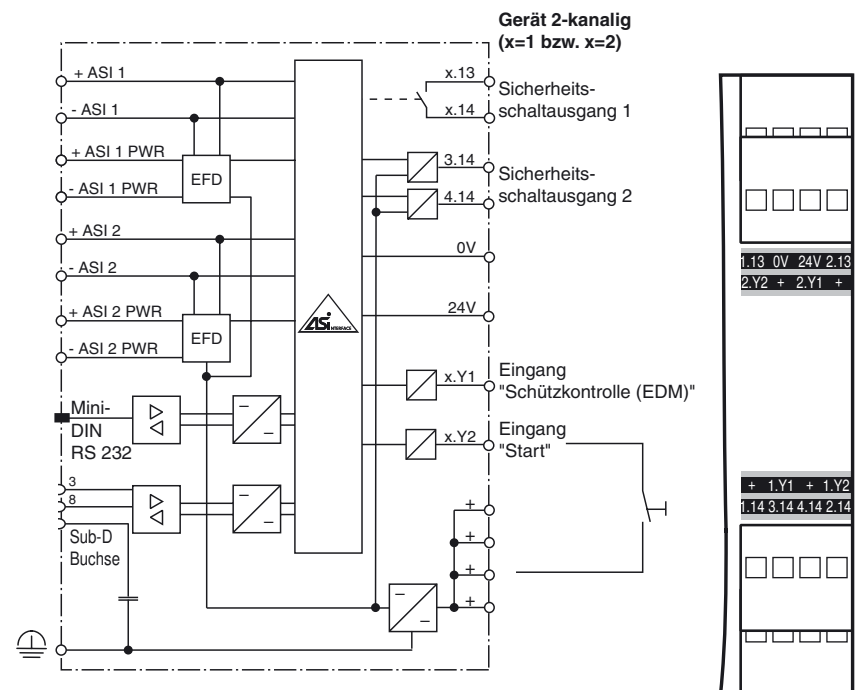 Gerät 2-kanalig
(x=1 bzw. x=2)
+ ASI 1
- ASI 1
+ ASI 1 PWR
- ASI 1 PWR
EFD
+ ASI 2
- ASI 2
+ ASI 2 PWR
- ASI 2 PWR
EFD
Mini-
DIN
RS 232
3
8
Sub-D
Buchse
ASi INTERFACE
x.13
x.14
Sicherheits-
schaltausgang 1
3.14
4.14
Sicherheits-
schaltausgang 2
0V
24V
x.Y1
Eingang
"Schützkontrolle (EDM)"
x.Y2
Eingang
"Start"
+
+
+
+
1.13 0V 24V 2.13
2.Y2 + 2.Y1 +
+ 1.Y1 + 1.Y2
1.14 3.14 4.14 2.14